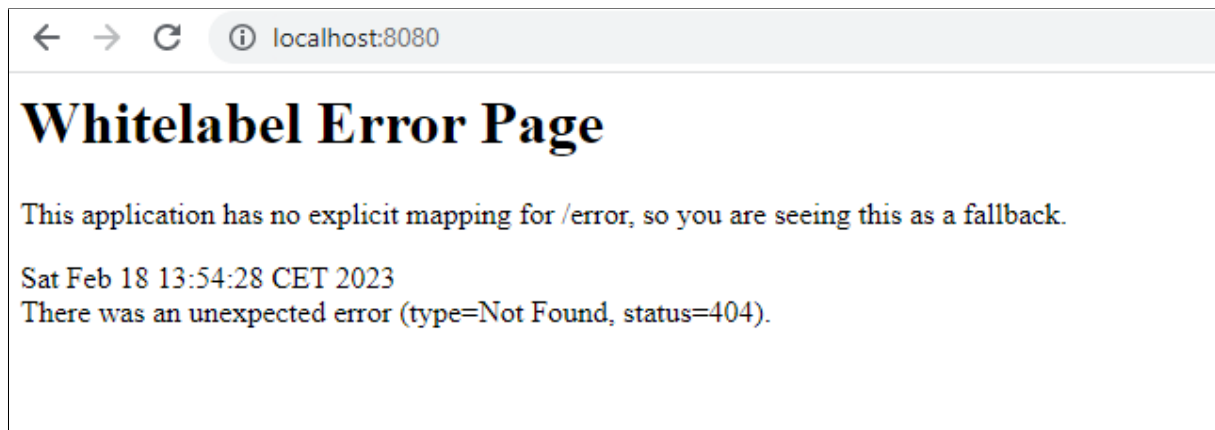 localhost:8080
Whitelabel Error Page
This application has no explicit mapping for /error, so you are seeing this as a fallback.
Sat Feb 18 13:54:28 CET 2023
There was an unexpected error (type=Not Found, status=404).